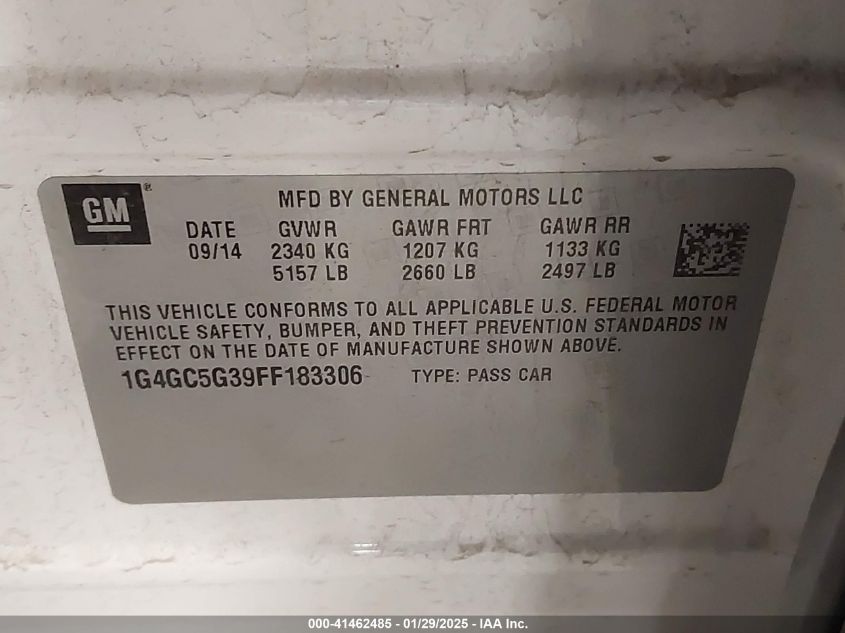 GM®
MFD BY GENERAL MOTORS LLC
DATE GVWR GAWR FRT GAWR RR
09/14 2340 KG 1207 KG 1133 KG
5157 LB 2660 LB 2497 LB
THIS VEHICLE CONFORMS TO ALL APPLICABLE U.S. FEDERAL MOTOR
VEHICLE SAFETY, BUMPER, AND THEFT PREVENTION STANDARDS IN
EFFECT ON THE DATE OF MANUFACTURE SHOWN ABOVE.
1G4GC5G39FF183306 TYPE: PASS CAR
000-41462485 - 01/29/2025 - IAA Inc.